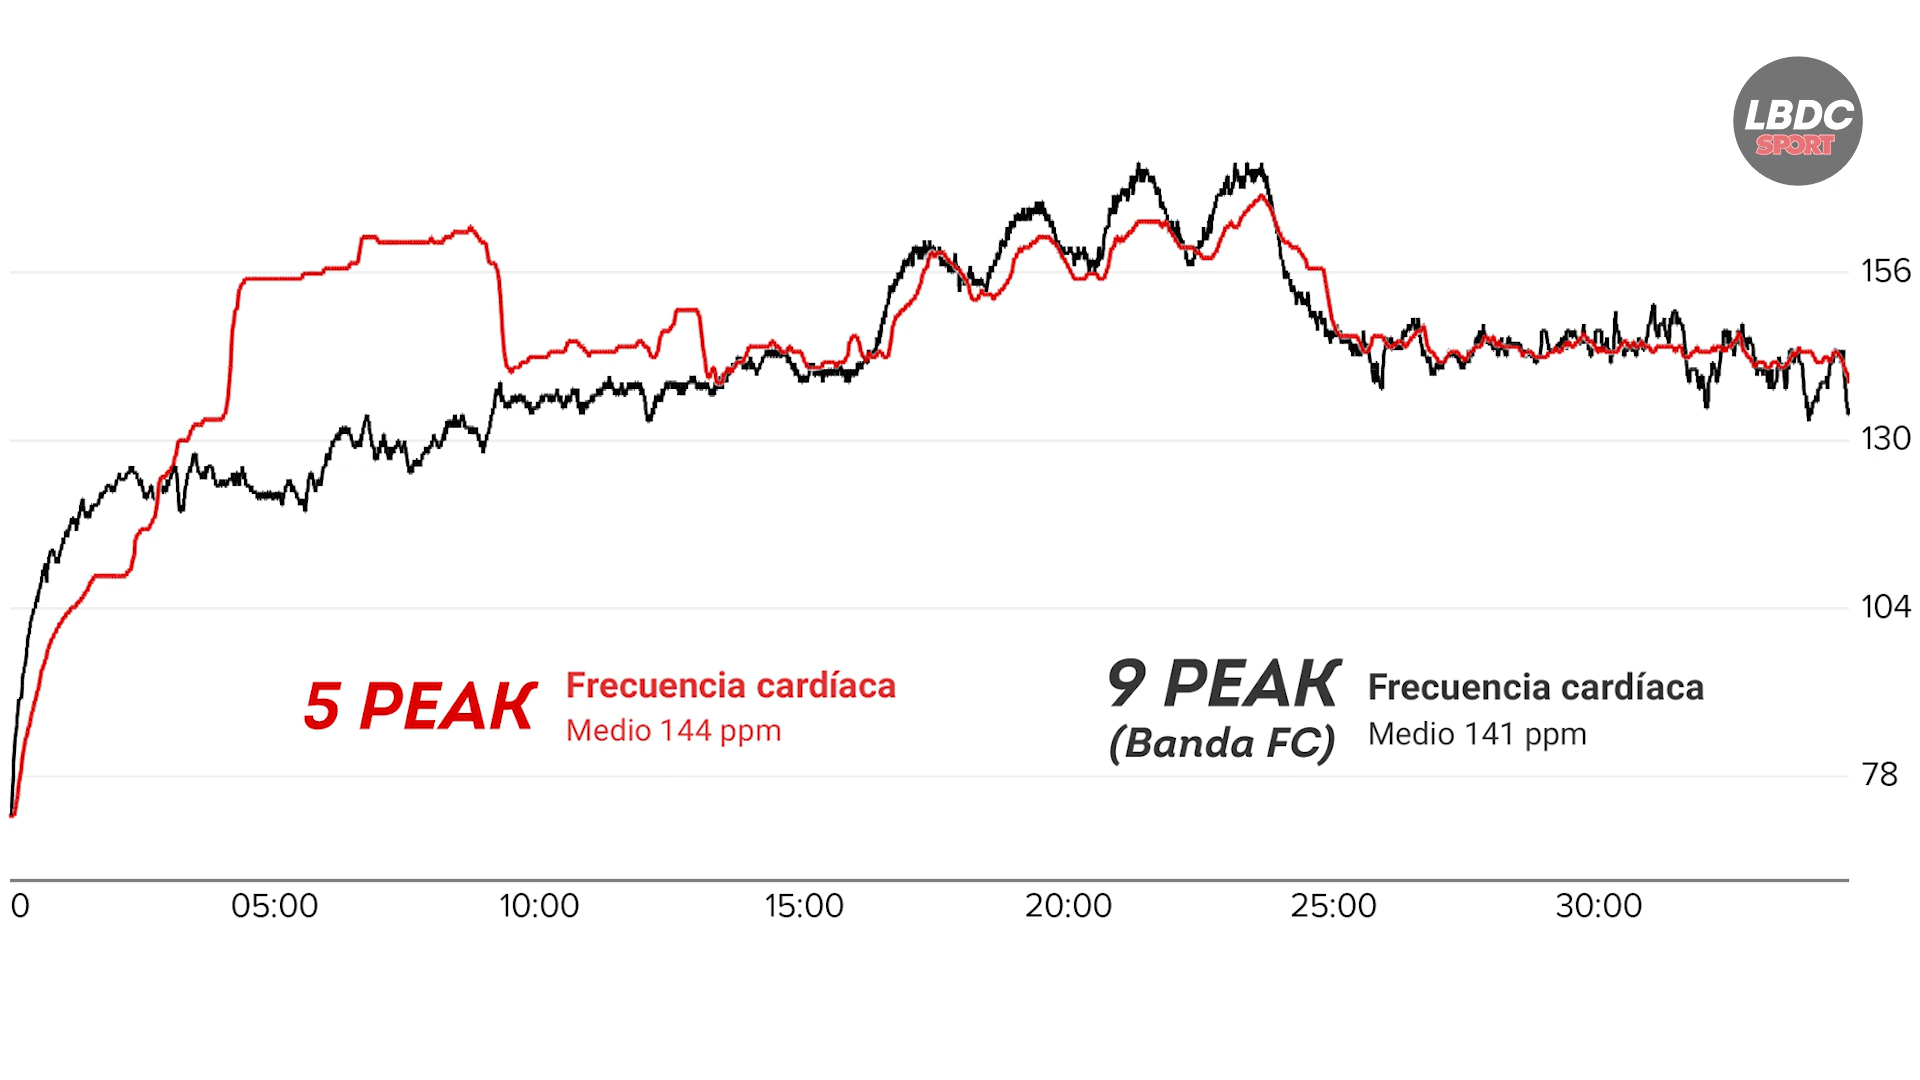 LBDC
SPORT
156
130
104
78
5 PEAK
Frecuencia cardíaca
Medio 144 ppm
9 PEAK
(Banda FC)
Frecuencia cardíaca
Medio 141 ppm
0 05:00 10:00 15:00 20:00 25:00 30:00